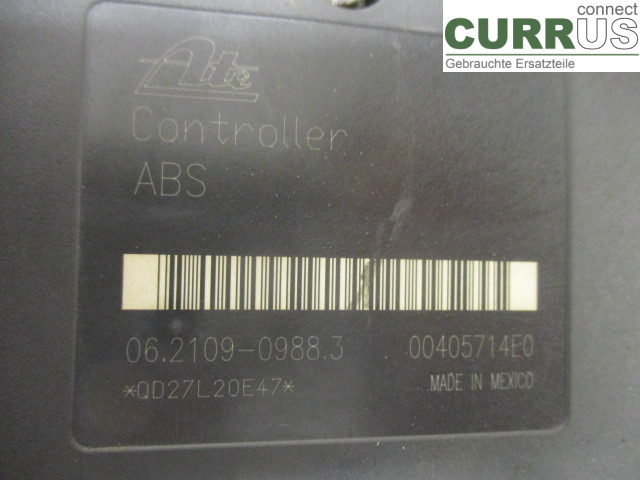 connect
CURRUS
Gebrauchte Ersatzteile
Ate
Controller
ABS
06.2109-0988.3 00405714E0
*QD27L20E47* MADE IN MEXICO